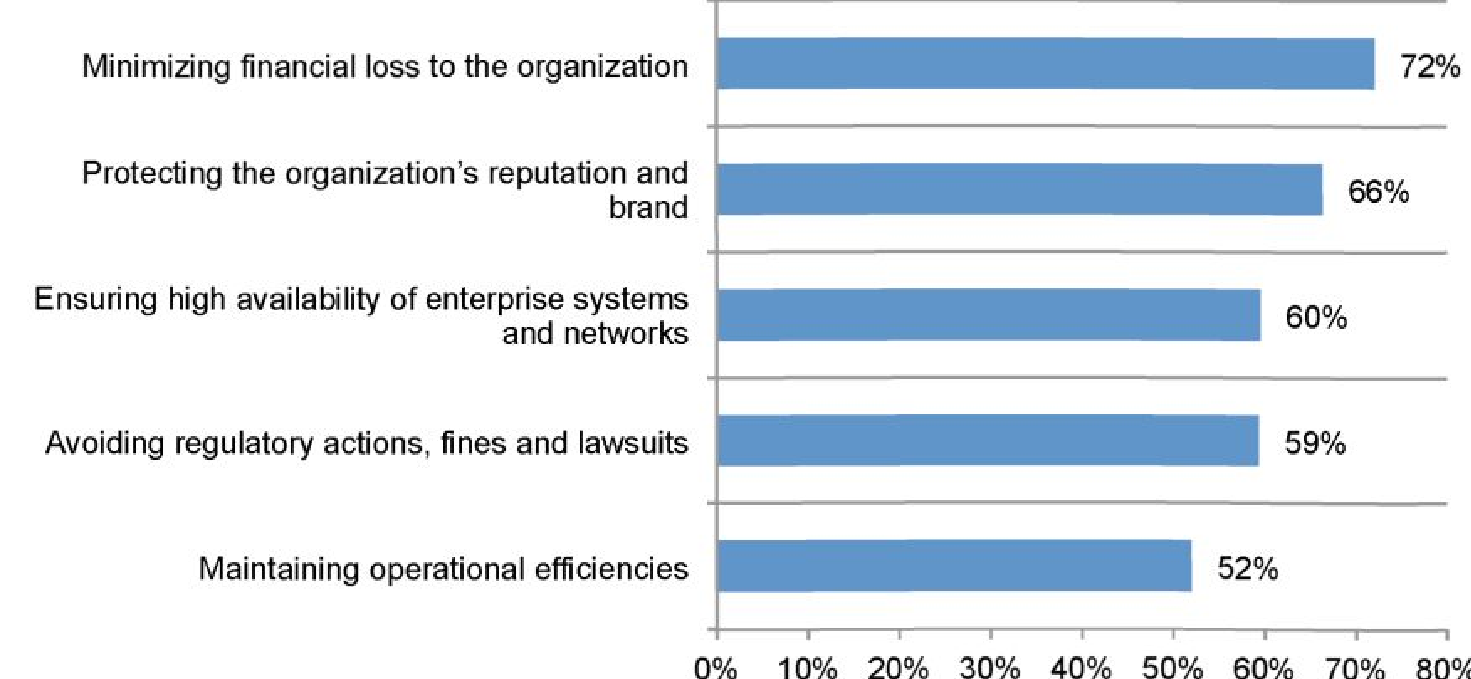 Minimizing financial loss to the organization
72%
Protecting the organization’s reputation and
brand
66%
Ensuring high availability of enterprise systems
and networks
60%
Avoiding regulatory actions, fines and lawsuits
59%
Maintaining operational efficiencies
52%
0% 10% 20% 30% 40% 50% 60% 70% 80%